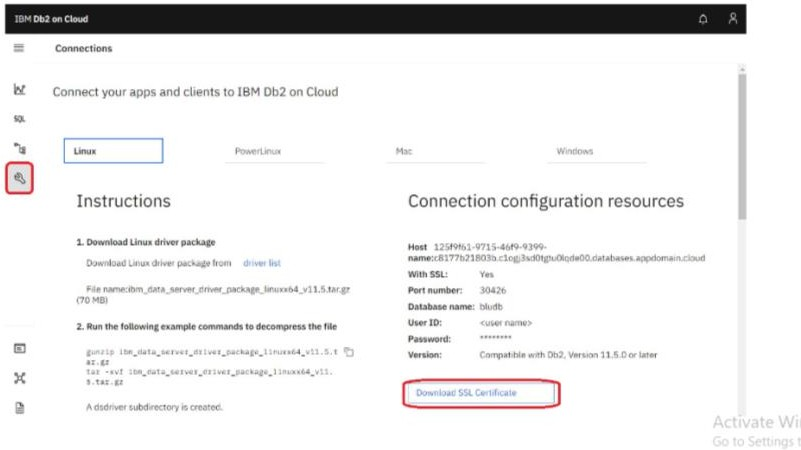 IBM Db2 on Cloud
Connections
Connect your apps and clients to IBM Db2 on Cloud
SQL
Linux
PowerLinux
Mac
Windows
Instructions
1. Download Linux driver package
Download Linux driver package from driver list
File name:ibm_data_server_driver_package_linuxx64_v11.5.tar.gz
(70 MB)
2. Run the following example commands to decompress the file
gunzip ibm_data_server_driver_package_linuxx64_v11.5.t
ar.gz
tar -xvf ibm_data_server_driver_package_linuxx64_v11.
5.tar.gz
A dsdriver subdirectory is created.
Connection configuration resources
Host 125f9f61-9715-46f9-9399-
name:c8177b21803b.c1ogj3sd0tgtu0lqde00.databases.appdomain.cloud
With SSL: Yes
Port number: 30426
Database name: bludb
User ID: <user name>
Password: ********
Version: Compatible with Db2, Version 11.5.0 or later
Download SSL Certificate
Activate Wi
Go to Settings t